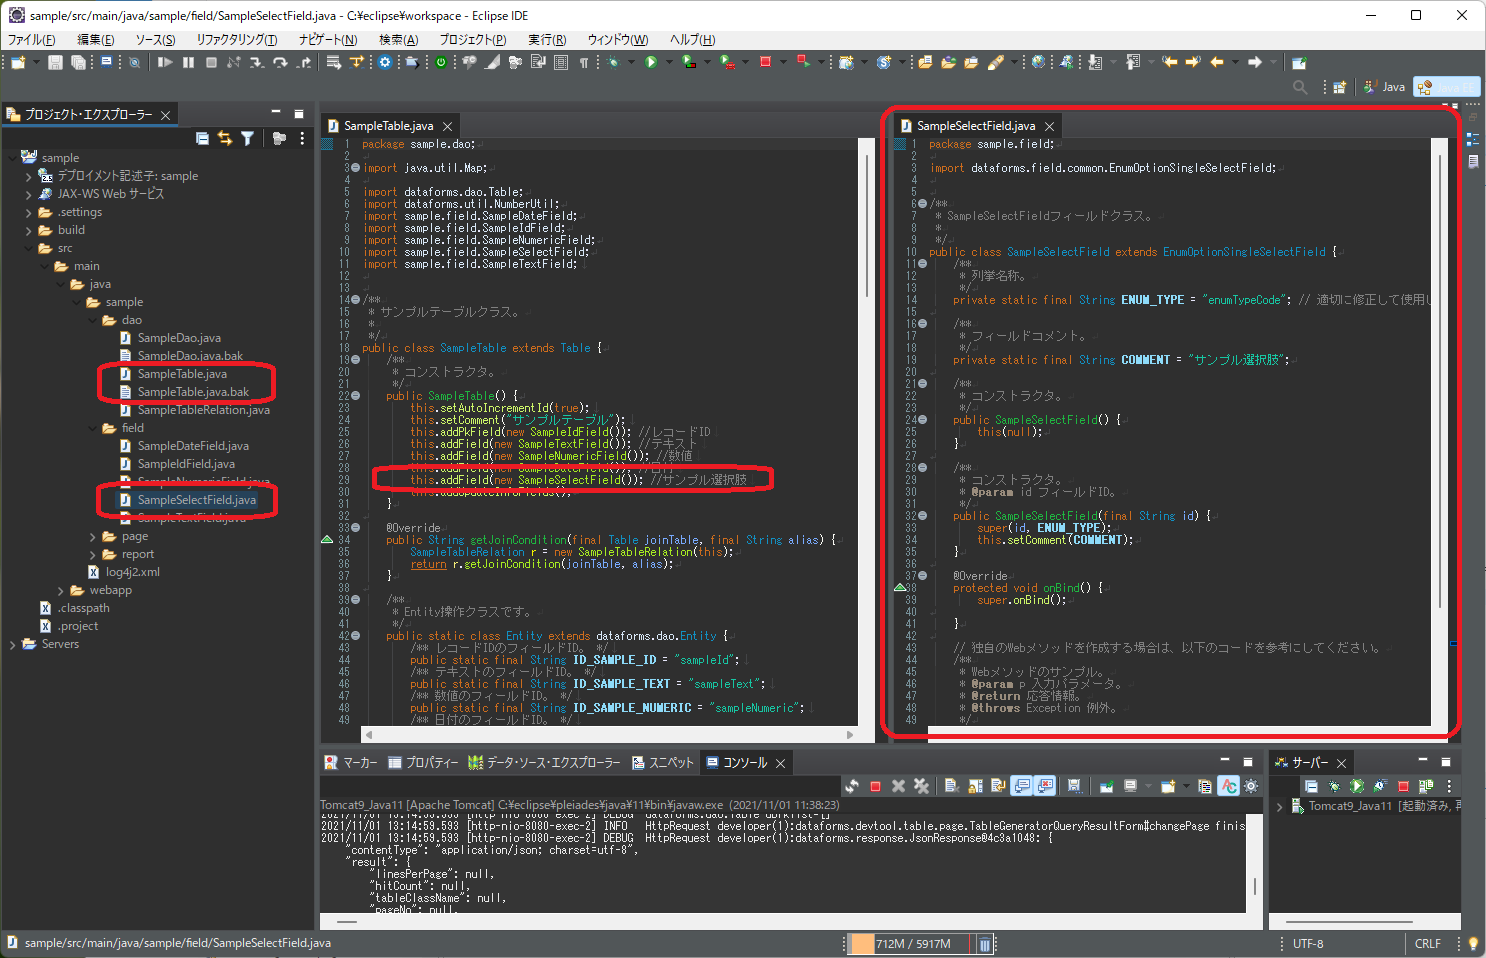 sample/src/main/java/sample/field/SampleSelectField.java - C:¥eclipse¥workspace - Eclipse IDE
ファイル(F) 編集(E) ソース(S) リファクタリング(T) ナビゲート(N) 検索(A) プロジェクト(P) 実行(R) ウィンドウ(W) ヘルプ(H)
Java
プロジェクト・エクスプローラー
sample
デプロイメント記述子: sample
JAX-WS Web サービス
.settings
build
src
main
java
sample
dao
SampleDao.java
SampleDao.java.bak
SampleTable.java
SampleTable.java.bak
SampleTableRelation.java
field
SampleDateField.java
SampleIdField.java
SampleNumericField.java
SampleSelectField.java
SampleTextField.java
page
report
log4j2.xml
webapp
.classpath
.project
Servers
SampleTable.java
1 package sample.dao;
2
3 import java.util.Map;
4
5 import dataforms.dao.Table;
6 import dataforms.util.NumberUtil;
7 import sample.field.SampleDateField;
8 import sample.field.SampleIdField;
9 import sample.field.SampleNumericField;
10 import sample.field.SampleSelectField;
11 import sample.field.SampleTextField;
12
13
14 /**
15 * サンプルテーブルクラス。
16 *
17 */
18 public class SampleTable extends Table {
19 /**
20 * コンストラクタ。
21 */
22 public SampleTable() {
23 this.setAutoIncrementId(true);
24 this.setComment("サンプルテーブル");
25 this.addPkField(new SampleIdField()); //レコードID
26 this.addField(new SampleTextField()); //テキスト
27 this.addField(new SampleNumericField()); //数値
28 this.addField(new SampleDateField()); //日付
29 this.addField(new SampleSelectField()); //サンプル選択肢
30 this.addUpdateInfoFields();
31 }
32
33 @Override
34 public String getJoinCondition(final Table joinTable, final String alias) {
35 SampleTableRelation r = new SampleTableRelation(this);
36 return r.getJoinCondition(joinTable, alias);
37 }
38
39 /**
40 * Entity操作クラスです。
41 */
42 public static class Entity extends dataforms.dao.Entity {
43 /** レコードIDのフィールドID。 */
44 public static final String ID_SAMPLE_ID = "sampleId";
45 /** テキストのフィールドID。 */
46 public static final String ID_SAMPLE_TEXT = "sampleText";
47 /** 数値のフィールドID。 */
48 public static final String ID_SAMPLE_NUMERIC = "sampleNumeric";
49 /** 日付のフィールドID。 */
SampleSelectField.java
1 package sample.field;
2
3 import dataforms.field.common.EnumOptionSingleSelectField;
4
5
6 /**
7 * SampleSelectFieldフィールドクラス。
8 *
9 */
10 public class SampleSelectField extends EnumOptionSingleSelectField {
11 /**
12 * 列挙名称。
13 */
14 private static final String ENUM_TYPE = "enumTypeCode"; // 適切に修正して使用し
15
16 /**
17 * フィールドコメント。
18 */
19 private static final String COMMENT = "サンプル選択肢";
20
21 /**
22 * コンストラクタ。
23 */
24 public SampleSelectField() {
25 this(null);
26 }
27
28 /**
29 * コンストラクタ。
30 * @param id フィールドID。
31 */
32 public SampleSelectField(final String id) {
33 super(id, ENUM_TYPE);
34 this.setComment(COMMENT);
35 }
36
37 @Override
38 protected void onBind() {
39 super.onBind();
40
41 }
42
43 // 独自のWebメソッドを作成する場合は、以下のコードを参考にしてください。
44 /**
45 * Webメソッドのサンプル。
46 * @param p 入力パラメータ。
47 * @return 応答情報。
48 * @throws Exception 例外。
49 */
マーカー プロパティー データ・ソース・エクスプローラー スニペット コンソール
Tomcat9_Java11 [Apache Tomcat] C:¥eclipse¥pleiades¥java¥11¥bin¥javaw.exe (2021/11/01 11:38:23)
2021/11/01 13:14:59.593 [http-nio-8080-exec-2] DEBUG dataforms.dao.Table
2021/11/01 13:14:59.593 [http-nio-8080-exec-2] INFO HttpRequest developer(1):dataforms.devtool.table.page.TableGeneratorQueryResultForm#changePage finis
2021/11/01 13:14:59.593 [http-nio-8080-exec-2] DEBUG HttpRequest developer(1):dataforms.response.JsonResponse@4c3a1048: {
"contentType": "application/json; charset=utf-8",
"result": {
"linesPerPage": null,
"hitCount": null,
"tableClassName": null,
"pageNo": null,
サーバー
Tomcat9_Java11 [起動済み, 再
sample/src/main/java/sample/field/SampleSelectField.java
712M / 5917M
UTF-8
CRLF